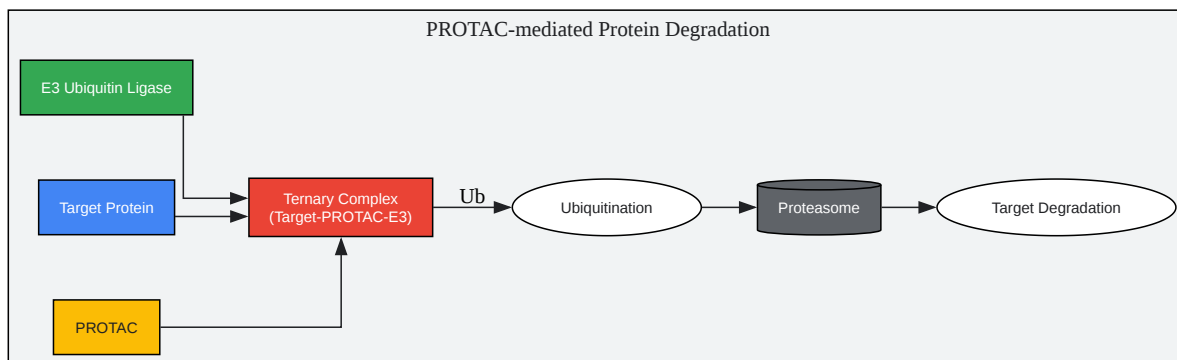 PROTAC-mediated Protein Degradation
E3 Ubiquitin Ligase
Target Protein
PROTAC
Ternary Complex
(Target-PROTAC-E3)
Ub
Ubiquitination
Proteasome
Target Degradation